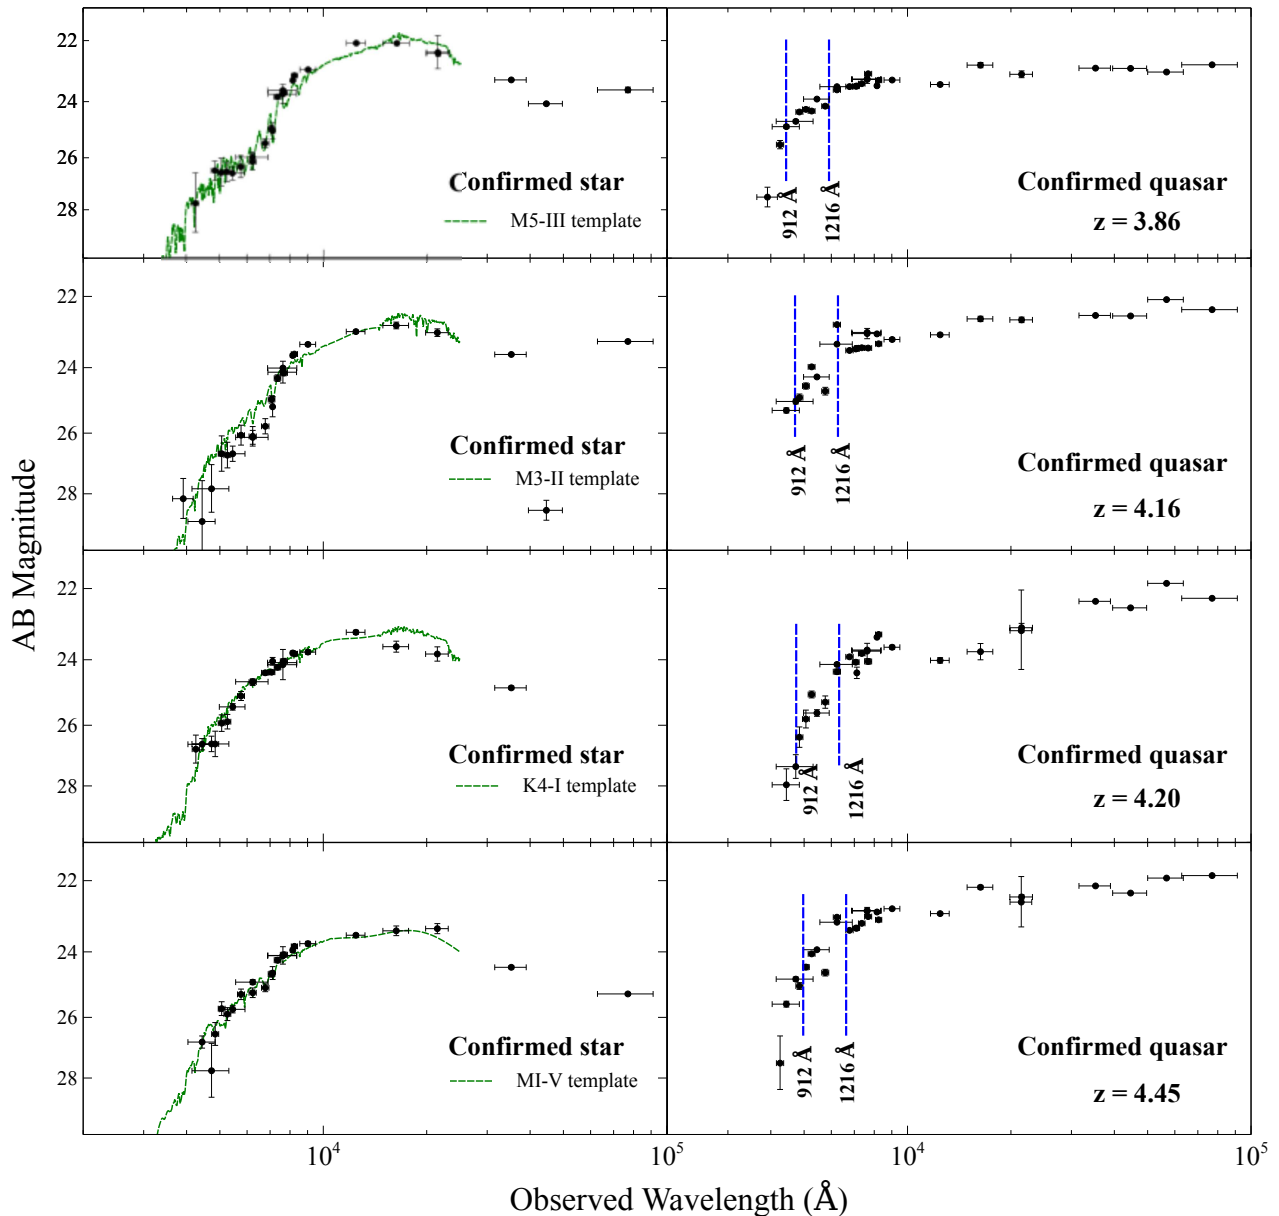 22
24
26
28
Confirmed star
M5-III template
912 Å
1216 Å
Confirmed quasar
z = 3.86
22
24
26
28
Confirmed star
M3-II template
912 Å
1216 Å
Confirmed quasar
z = 4.16
22
24
26
28
Confirmed star
K4-I template
912 Å
1216 Å
Confirmed quasar
z = 4.20
22
24
26
28
Confirmed star
MI-V template
912 Å
1216 Å
Confirmed quasar
z = 4.45
AB Magnitude
10⁴ 10⁵ 10⁴ 10⁵
Observed Wavelength (Å)